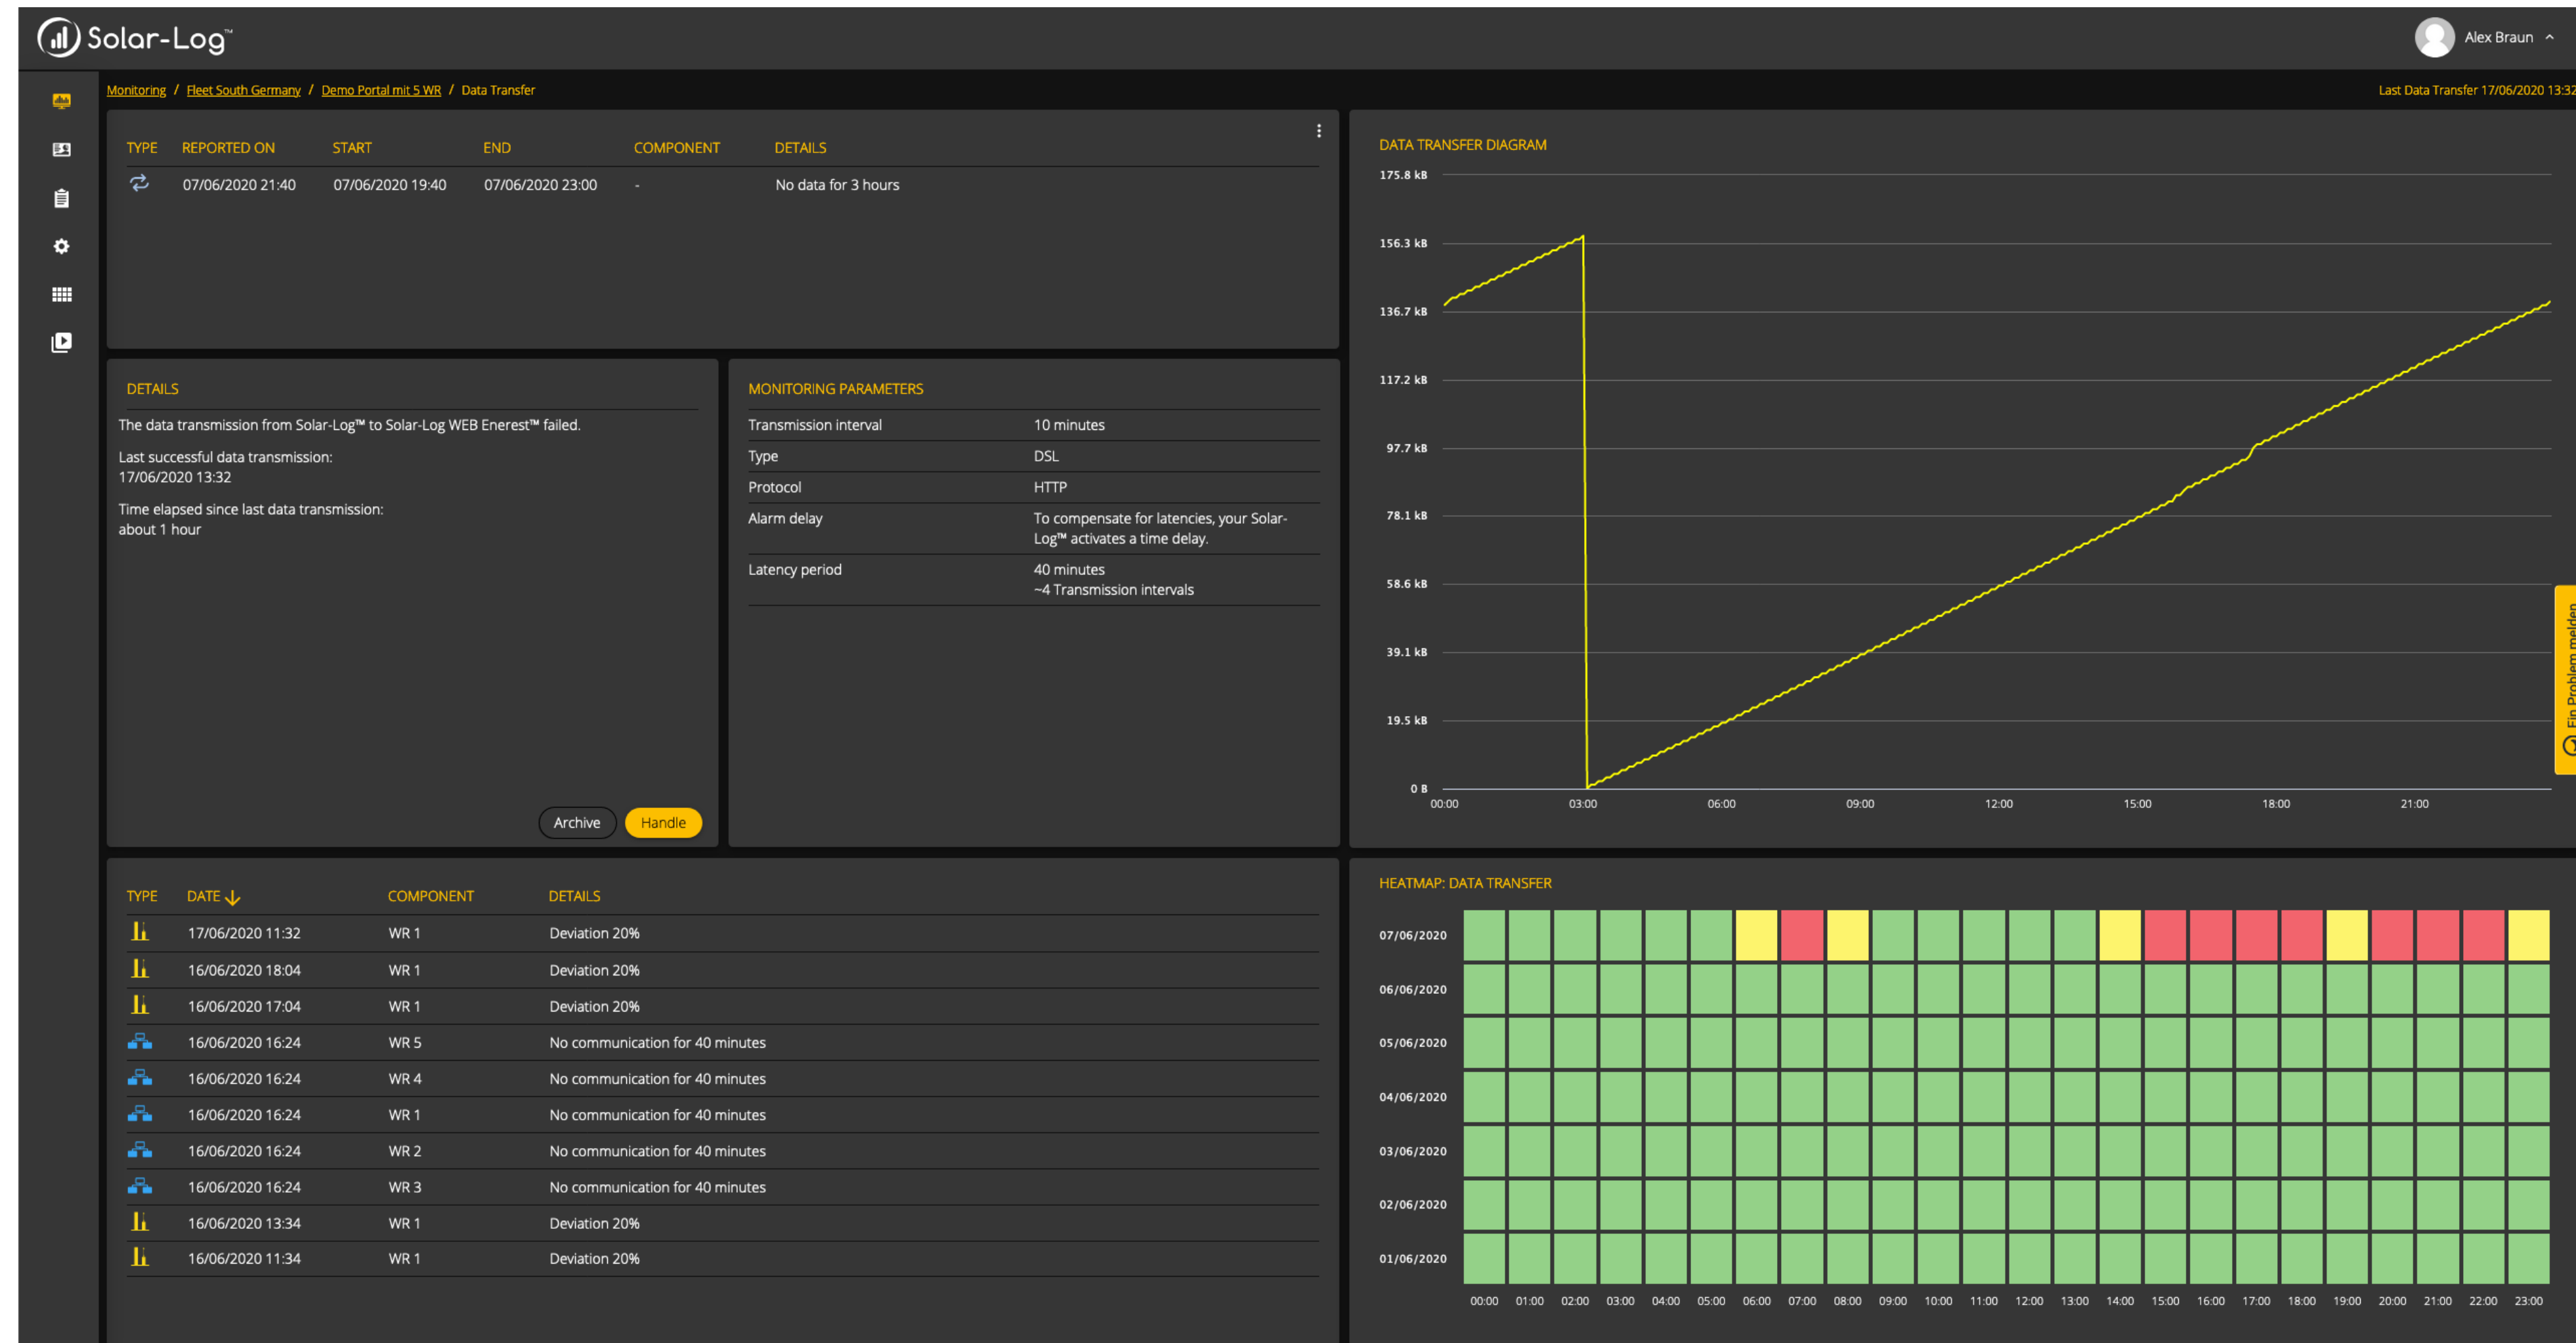 Solar-Log™
Alex Braun
Monitoring / Fleet South Germany / Demo Portal mit 5 WR / Data Transfer
Last Data Transfer 17/06/2020 13:32
TYPE REPORTED ON START END COMPONENT DETAILS
07/06/2020 21:40 07/06/2020 19:40 07/06/2020 23:00 - No data for 3 hours
DETAILS
The data transmission from Solar-Log™ to Solar-Log WEB Enerest™ failed.
Last successful data transmission:
17/06/2020 13:32
Time elapsed since last data transmission:
about 1 hour
Archive Handle
MONITORING PARAMETERS
Transmission interval 10 minutes
Type DSL
Protocol HTTP
Alarm delay To compensate for latencies, your Solar-
Log™ activates a time delay.
Latency period 40 minutes
~4 Transmission intervals
DATA TRANSFER DIAGRAM
175.8 kB
156.3 kB
136.7 kB
117.2 kB
97.7 kB
78.1 kB
58.6 kB
39.1 kB
19.5 kB
0 B
00:00 03:00 06:00 09:00 12:00 15:00 18:00 21:00
Ein Problem melden
TYPE DATE COMPONENT DETAILS
17/06/2020 11:32 WR 1 Deviation 20%
16/06/2020 18:04 WR 1 Deviation 20%
16/06/2020 17:04 WR 1 Deviation 20%
16/06/2020 16:24 WR 5 No communication for 40 minutes
16/06/2020 16:24 WR 4 No communication for 40 minutes
16/06/2020 16:24 WR 1 No communication for 40 minutes
16/06/2020 16:24 WR 2 No communication for 40 minutes
16/06/2020 16:24 WR 3 No communication for 40 minutes
16/06/2020 13:34 WR 1 Deviation 20%
16/06/2020 11:34 WR 1 Deviation 20%
HEATMAP: DATA TRANSFER
07/06/2020
06/06/2020
05/06/2020
04/06/2020
03/06/2020
02/06/2020
01/06/2020
00:00 01:00 02:00 03:00 04:00 05:00 06:00 07:00 08:00 09:00 10:00 11:00 12:00 13:00 14:00 15:00 16:00 17:00 18:00 19:00 20:00 21:00 22:00 23:00